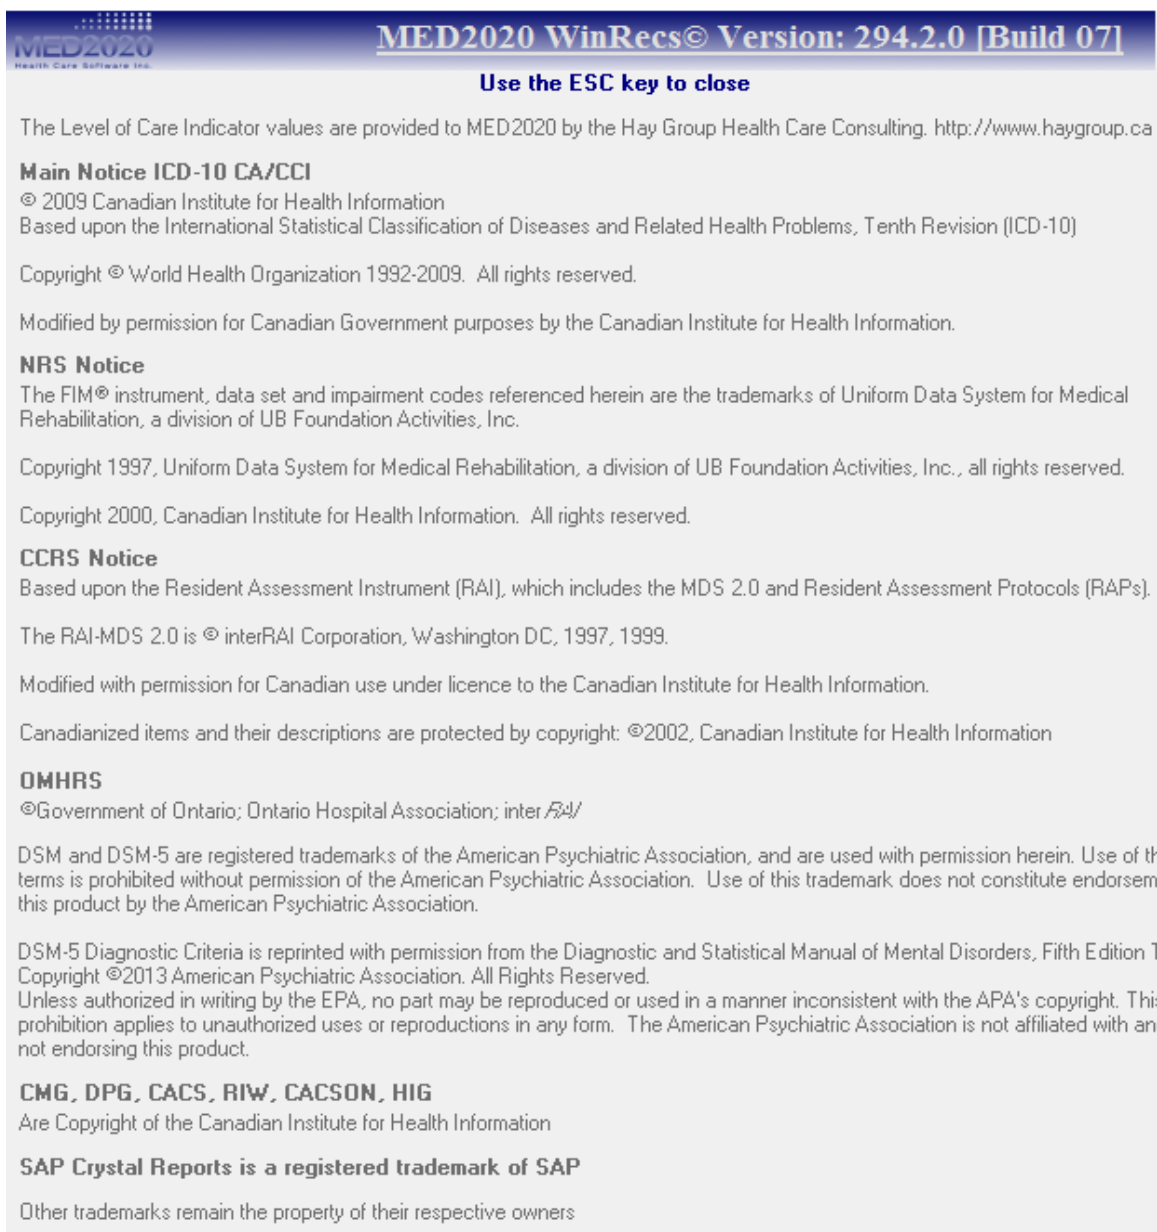 MED2020
Health Care Software Inc.
MED2020 WinRecs© Version: 294.2.0 [Build 07]
Use the ESC key to close
The Level of Care Indicator values are provided to MED2020 by the Hay Group Health Care Consulting. http://www.haygroup.ca
Main Notice ICD-10 CA/CCI
© 2009 Canadian Institute for Health Information
Based upon the International Statistical Classification of Diseases and Related Health Problems, Tenth Revision (ICD-10)
Copyright © World Health Organization 1992-2009.  All rights reserved.
Modified by permission for Canadian Government purposes by the Canadian Institute for Health Information.
NRS Notice
The FIM® instrument, data set and impairment codes referenced herein are the trademarks of Uniform Data System for Medical
Rehabilitation, a division of UB Foundation Activities, Inc.
Copyright 1997, Uniform Data System for Medical Rehabilitation, a division of UB Foundation Activities, Inc., all rights reserved.
Copyright 2000, Canadian Institute for Health Information.  All rights reserved.
CCRS Notice
Based upon the Resident Assessment Instrument (RAI), which includes the MDS 2.0 and Resident Assessment Protocols (RAPs).
The RAI-MDS 2.0 is © interRAI Corporation, Washington DC, 1997, 1999.
Modified with permission for Canadian use under licence to the Canadian Institute for Health Information.
Canadianized items and their descriptions are protected by copyright: ©2002, Canadian Institute for Health Information
OMHRS
©Government of Ontario; Ontario Hospital Association; interRAI
DSM and DSM-5 are registered trademarks of the American Psychiatric Association, and are used with permission herein. Use of th
terms is prohibited without permission of the American Psychiatric Association.  Use of this trademark does not constitute endorsem
this product by the American Psychiatric Association.
DSM-5 Diagnostic Criteria is reprinted with permission from the Diagnostic and Statistical Manual of Mental Disorders, Fifth Edition T
Copyright ©2013 American Psychiatric Association. All Rights Reserved.
Unless authorized in writing by the EPA, no part may be reproduced or used in a manner inconsistent with the APA's copyright. This
prohibition applies to unauthorized uses or reproductions in any form.  The American Psychiatric Association is not affiliated with an
not endorsing this product.
CMG, DPG, CACS, RIW, CACSON, HIG
Are Copyright of the Canadian Institute for Health Information
SAP Crystal Reports is a registered trademark of SAP
Other trademarks remain the property of their respective owners